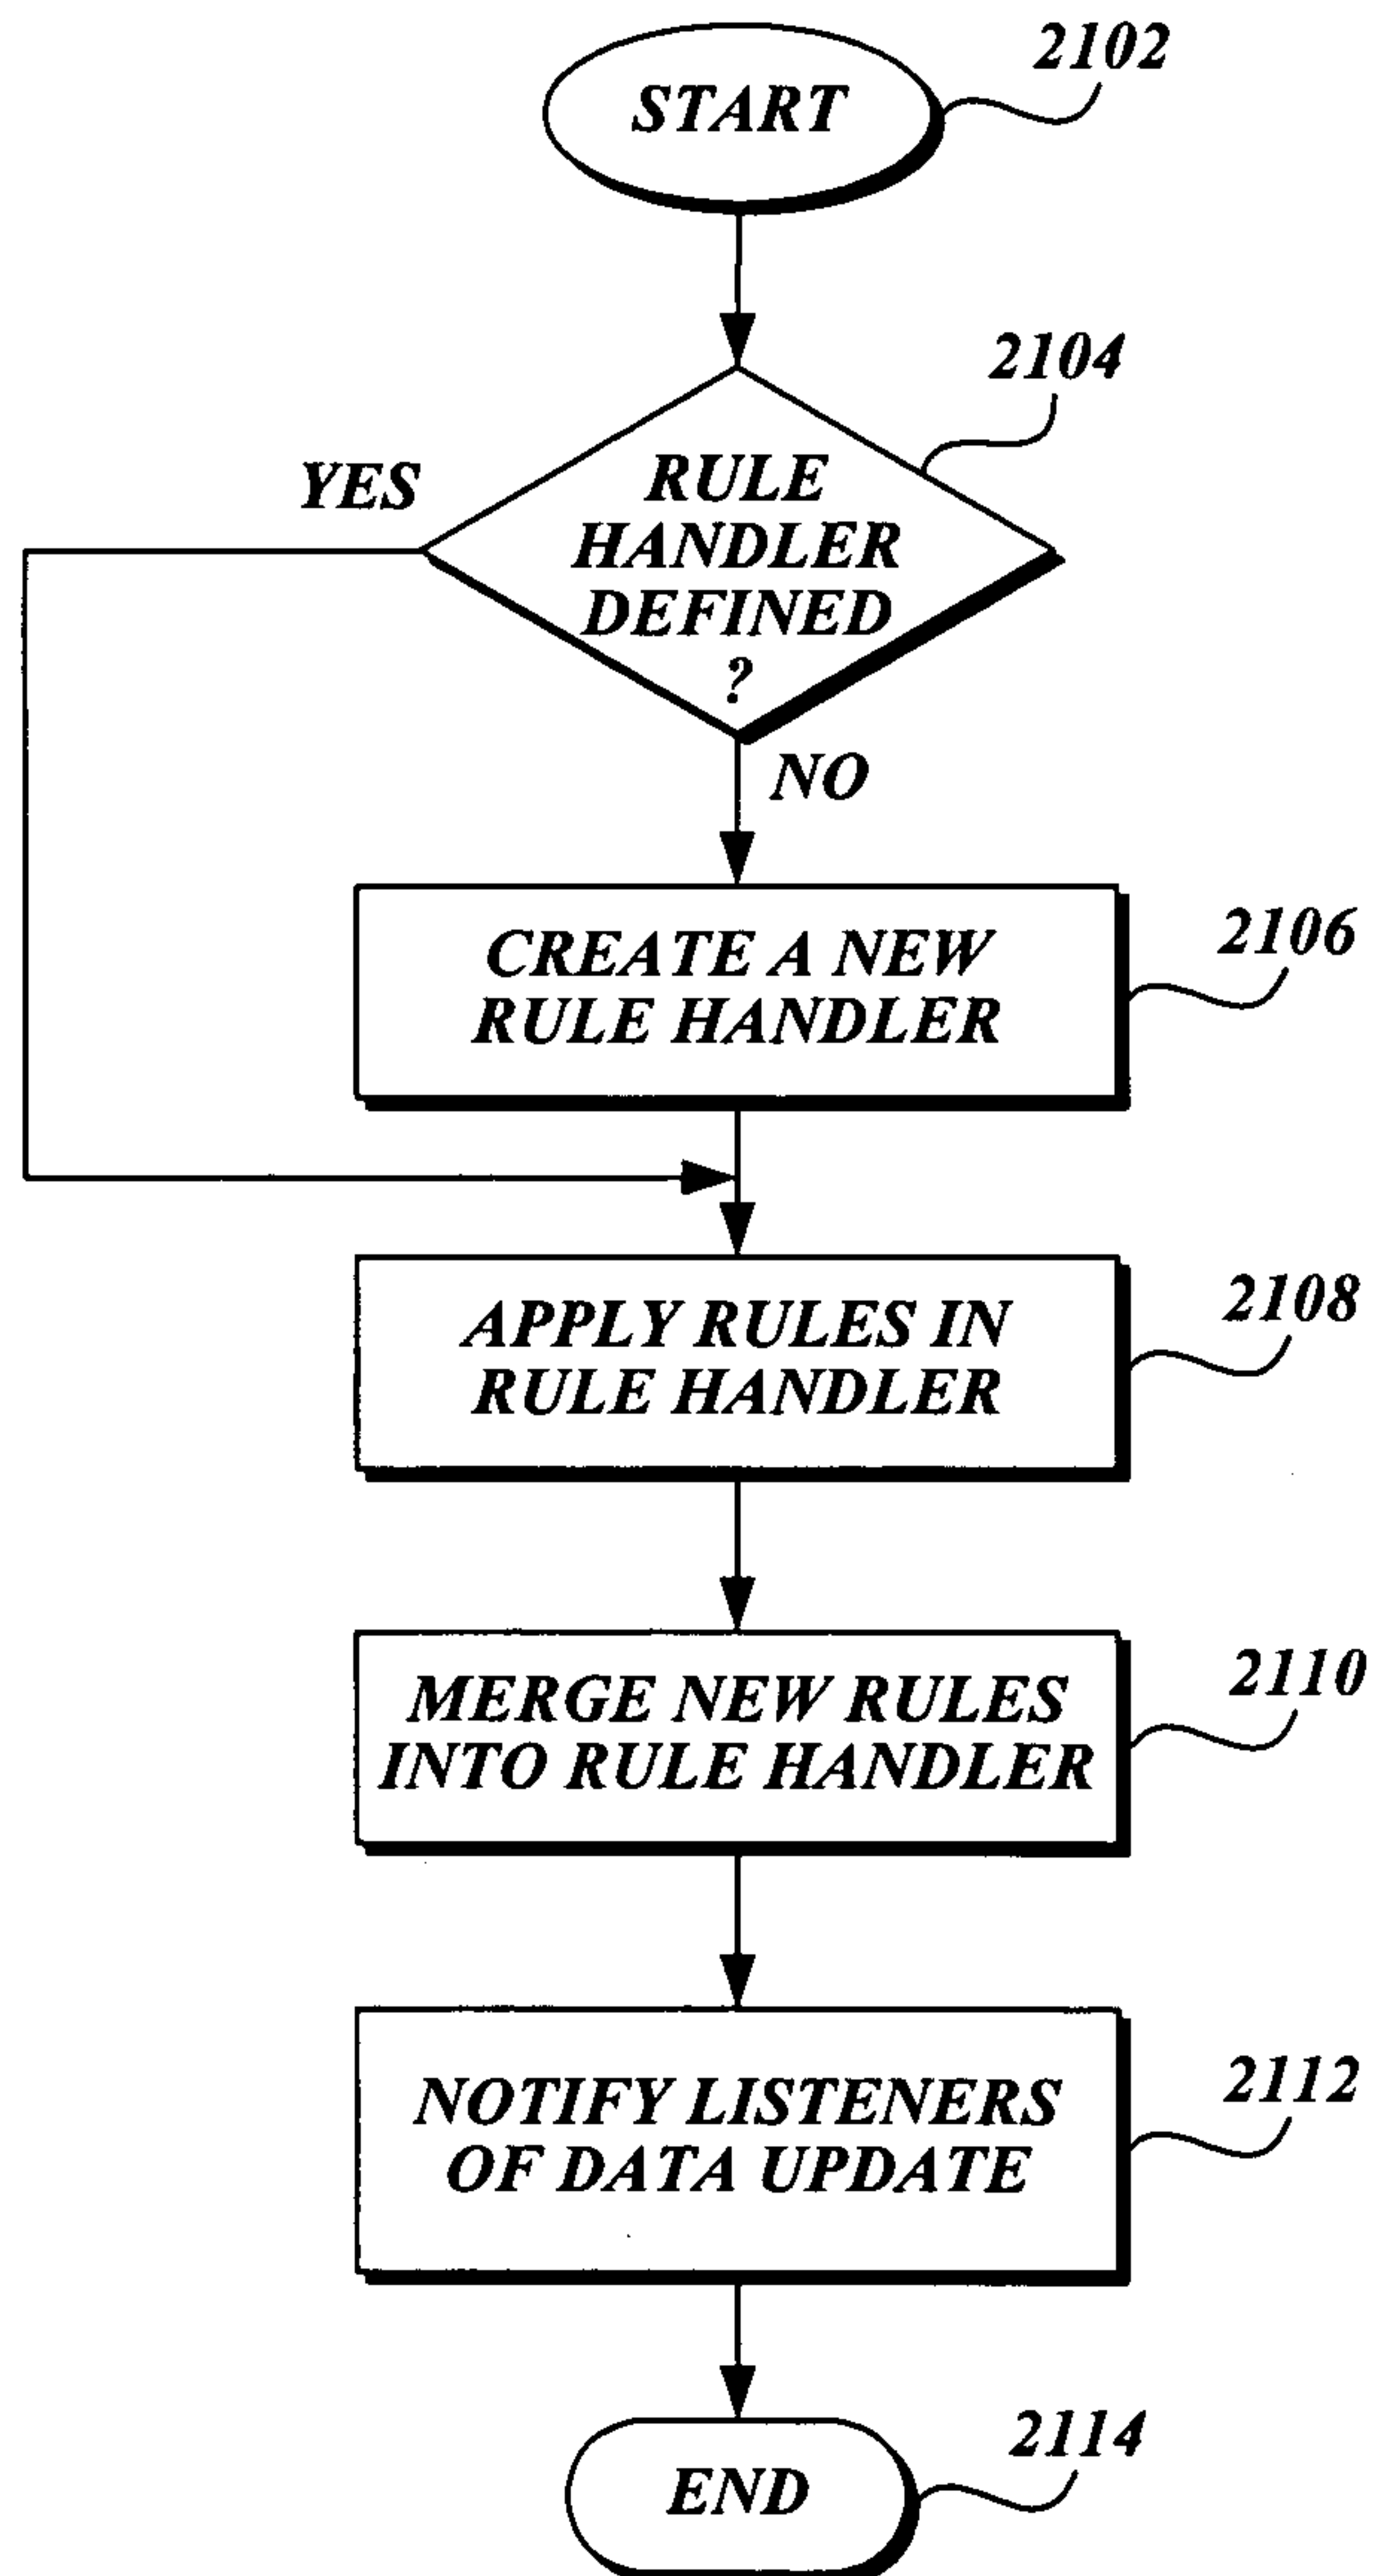 2102
START
2104
YES
RULE
HANDLER
DEFINED
?
NO
CREATE A NEW
RULE HANDLER
2106
APPLY RULES IN
RULE HANDLER
2108
MERGE NEW RULES
INTO RULE HANDLER
2110
NOTIFY LISTENERS
OF DATA UPDATE
2112
END
2114